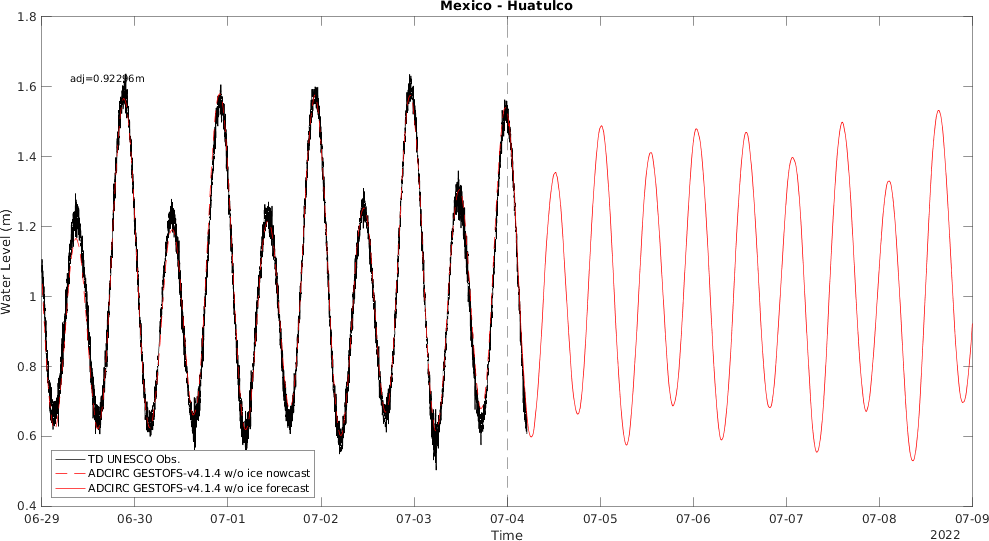 Mexico - Huatulco
1.8
1.6
1.4
1.2
1
0.8
0.6
0.4
Water Level (m)
adj=0.92296m
TD UNESCO Obs.
ADCIRC GESTOFS-v4.1.4 w/o ice nowcast
ADCIRC GESTOFS-v4.1.4 w/o ice forecast
06-29 06-30 07-01 07-02 07-03 07-04 07-05 07-06 07-07 07-08 07-09
Time
2022